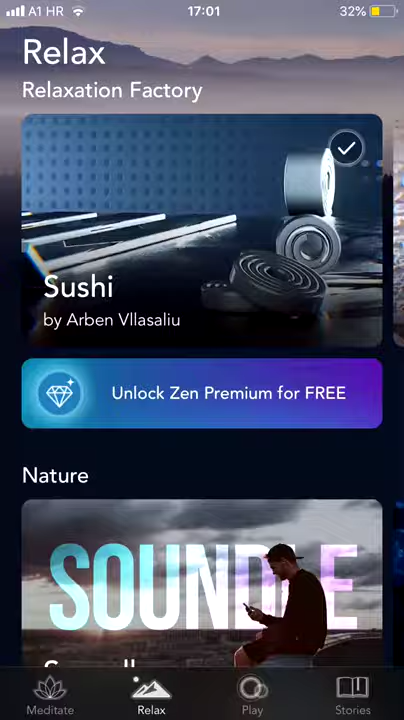 A1 HR
17:01
32%
Relax
Relaxation Factory
Sushi
by Arben Vllasaliu
Unlock Zen Premium for FREE
Nature
SOUNDLE
Meditate
Relax
Play
Stories